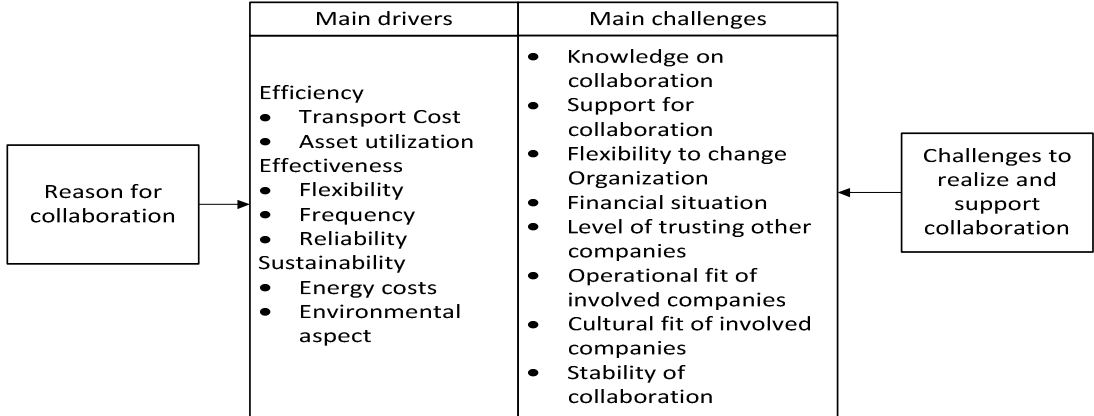 Reason for
collaboration
Main drivers
Efficiency
• Transport Cost
• Asset utilization
Effectiveness
• Flexibility
• Frequency
• Reliability
Sustainability
• Energy costs
• Environmental
aspect
Main challenges
• Knowledge on
collaboration
• Support for
collaboration
• Flexibility to change
Organization
• Financial situation
• Level of trusting other
companies
• Operational fit of
involved companies
• Cultural fit of involved
companies
• Stability of
collaboration
Challenges to
realize and
support
collaboration